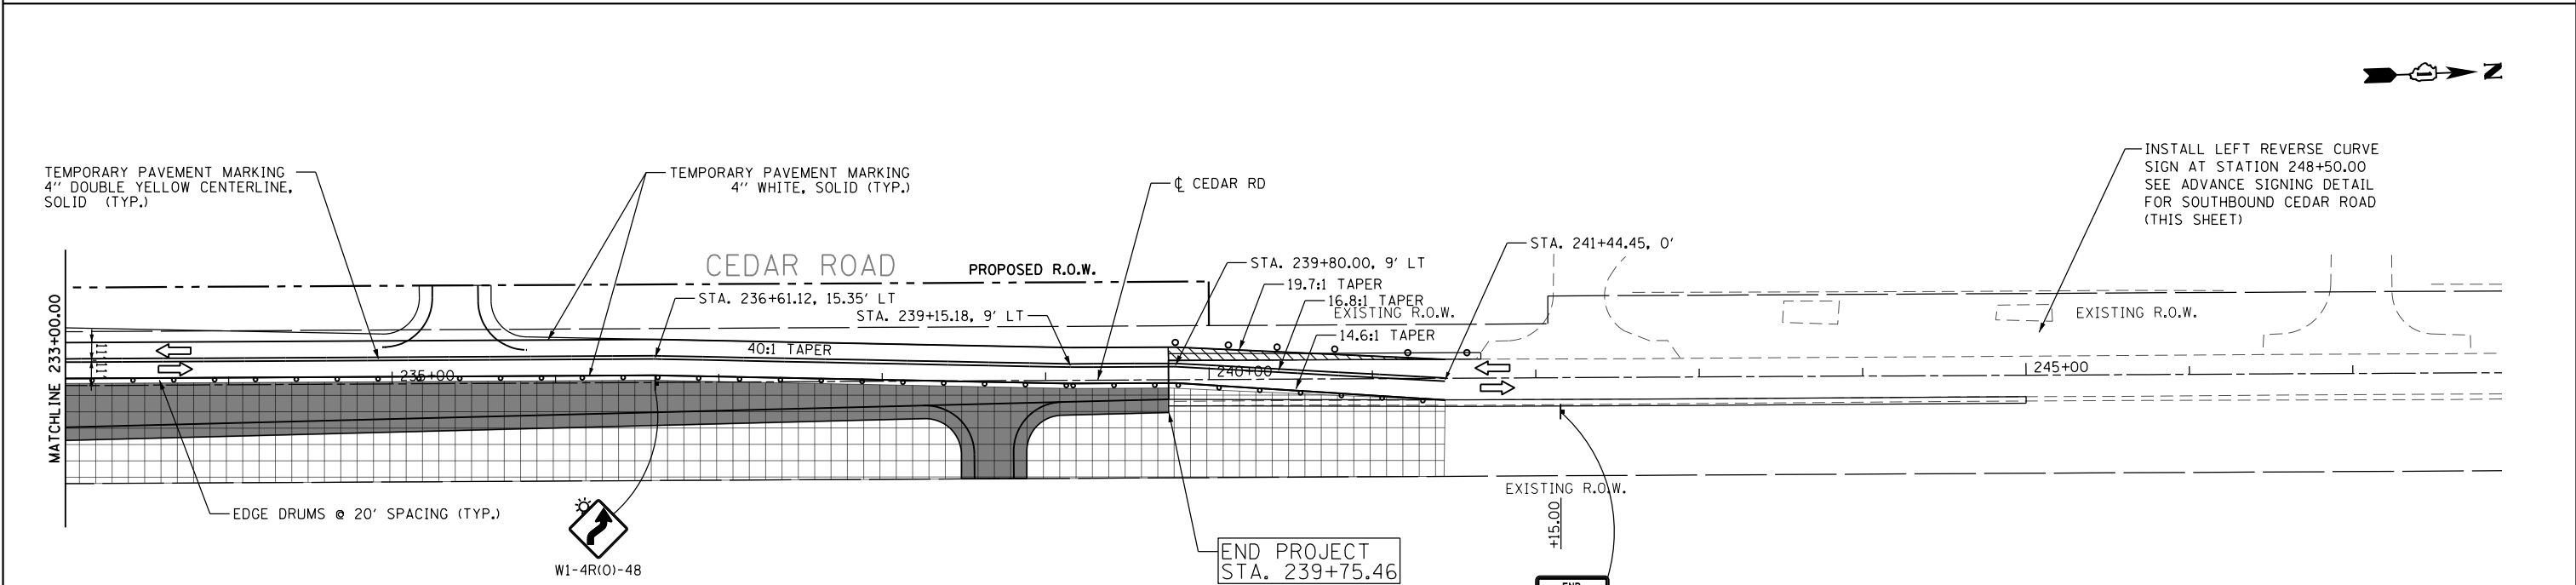 N
TEMPORARY PAVEMENT MARKING
4'' DOUBLE YELLOW CENTERLINE,
SOLID (TYP.)
TEMPORARY PAVEMENT MARKING
4'' WHITE, SOLID (TYP.)
℄ CEDAR RD
INSTALL LEFT REVERSE CURVE
SIGN AT STATION 248+50.00
SEE ADVANCE SIGNING DETAIL
FOR SOUTHBOUND CEDAR ROAD
(THIS SHEET)
CEDAR ROAD
PROPOSED R.O.W.
STA. 241+44.45, 0'
STA. 239+80.00, 9' LT
19.7:1 TAPER
16.8:1 TAPER
EXISTING R.O.W.
14.6:1 TAPER
STA. 236+61.12, 15.35' LT
STA. 239+15.18, 9' LT
EXISTING R.O.W.
MATCHLINE 233+00.00
11'
11'
40:1 TAPER
235+00
240+00
245+00
EXISTING R.O.W.
EDGE DRUMS @ 20' SPACING (TYP.)
W1-4R(O)-48
END PROJECT
STA. 239+75.46
+15.00
END